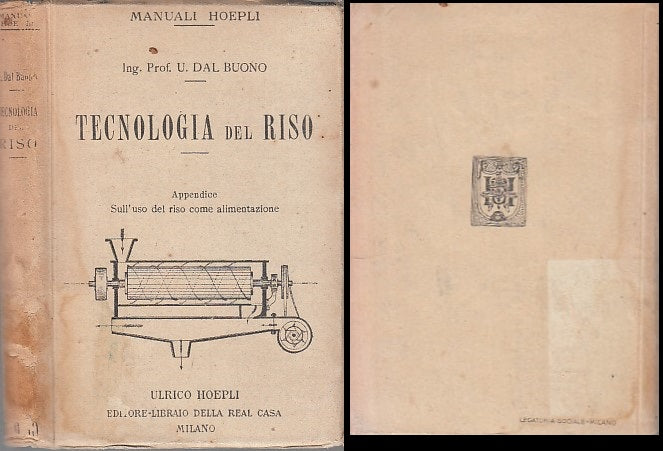 MANUALI HOEPLI
Ing. Prof. U. DAL BUONO
TECNOLOGIA DEL RISO
Appendice
Sull'uso del riso come alimentazione
ULRICO HOEPLI
EDITORE-LIBRAIO DELLA REAL CASA
MILANO
Dal Buono
TECNOLOGIA
DEL
RISO
LEGATORIA SOCIALE-MILANO